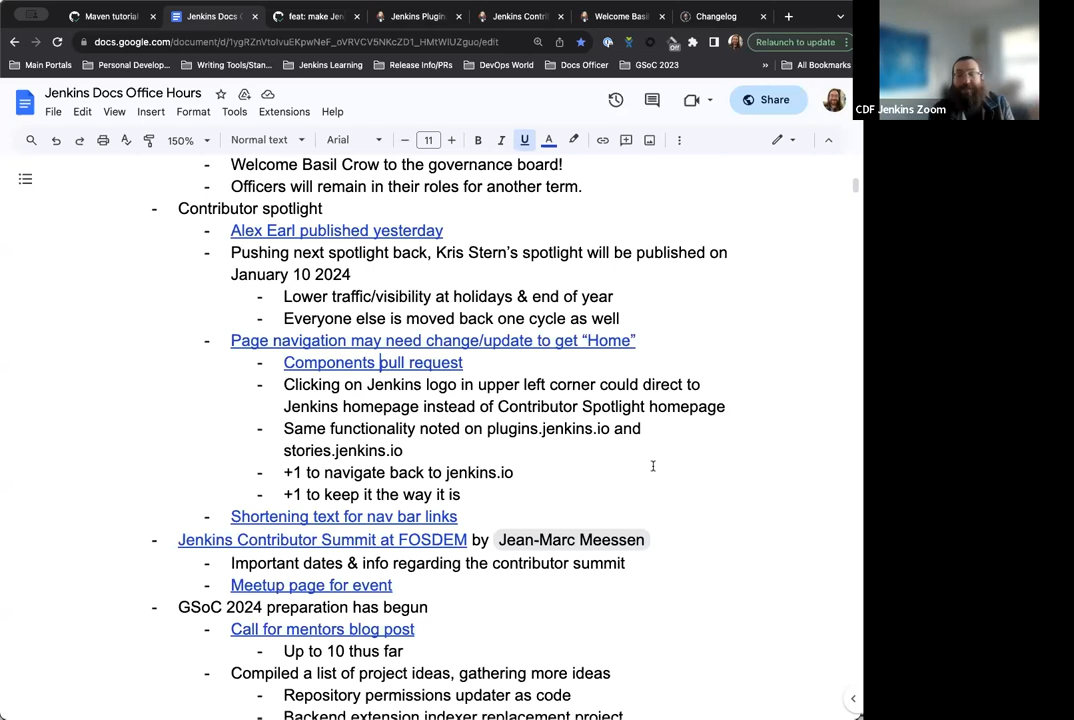 Maven tutorial
Jenkins Docs
feat: make Jen
Jenkins Plugin
Jenkins Contri
Welcome Basil
Changelog
docs.google.com/document/d/1ygRZnVtoIvuEKpwNeF_oVRVCV5NKcZD1_HMtWlUZguo/edit
Off
Relaunch to update
Main Portals
Personal Develop...
Writing Tools/Stan...
Jenkins Learning
Release Info/PRs
DevOps World
Docs Officer
GSoC 2023
»
All Bookmarks
CDF Jenkins Zoom
Jenkins Docs Office Hours
File Edit View Insert Format Tools Extensions Help
Share
150%
Normal text
Arial
11
- Welcome Basil Crow to the governance board!
- Officers will remain in their roles for another term.
- Contributor spotlight
- Alex Earl published yesterday
- Pushing next spotlight back, Kris Stern's spotlight will be published on
January 10 2024
- Lower traffic/visibility at holidays & end of year
- Everyone else is moved back one cycle as well
- Page navigation may need change/update to get “Home”
- Components pull request
- Clicking on Jenkins logo in upper left corner could direct to
Jenkins homepage instead of Contributor Spotlight homepage
- Same functionality noted on plugins.jenkins.io and
stories.jenkins.io
- +1 to navigate back to jenkins.io
- +1 to keep it the way it is
- Shortening text for nav bar links
- Jenkins Contributor Summit at FOSDEM by Jean-Marc Meessen
- Important dates & info regarding the contributor summit
- Meetup page for event
- GSoC 2024 preparation has begun
- Call for mentors blog post
- Up to 10 thus far
- Compiled a list of project ideas, gathering more ideas
- Repository permissions updater as code
- Backend extension indexer replacement project